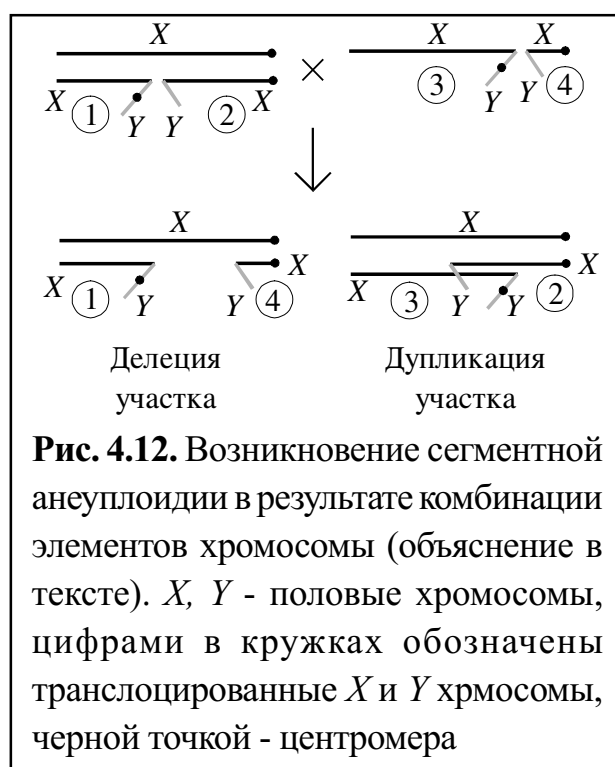 X X X
X ① Y Y ② X × ③ Y Y ④
X X
X ① Y Y ④ X X ③ Y Y ② X
Делеция Дупликация
участка участка
Рис. 4.12. Возникновение сегментной
анеуплоидии в результате комбинации
элементов хромосомы (объяснение в
тексте). X, Y - половые хромосомы,
цифрами в кружках обозначены
транслоцированные X и Y хрмосомы,
черной точкой - центромера